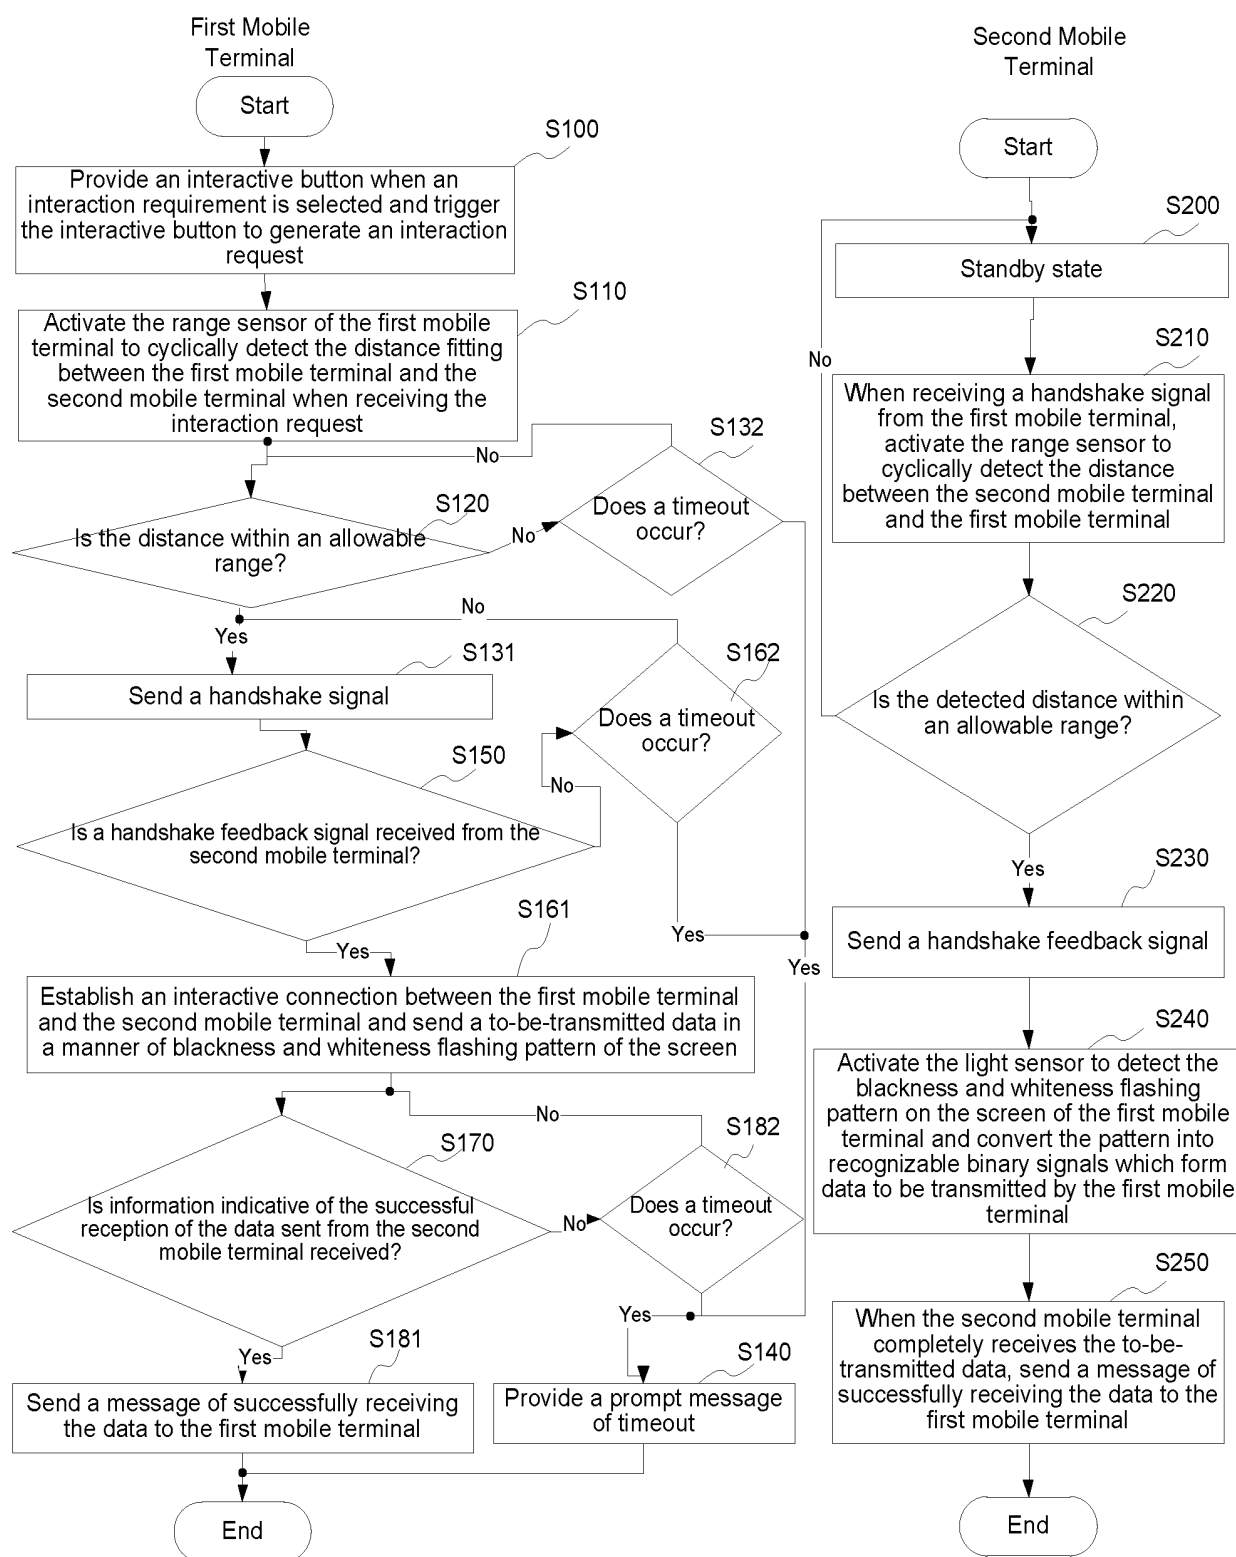 First Mobile
Terminal
Start
S100
Provide an interactive button when an
interaction requirement is selected and trigger
the interactive button to generate an interaction
request
S110
Activate the range sensor of the first mobile
terminal to cyclically detect the distance fitting
between the first mobile terminal and the
second mobile terminal when receiving the
interaction request
No
S132
Does a timeout
occur?
S120
Is the distance within an allowable
range?
No
No
Yes
S131
Send a handshake signal
S162
Does a timeout
occur?
S150
No
Is a handshake feedback signal received from the
second mobile terminal?
Yes
Yes
Yes
S161
Establish an interactive connection between the first mobile terminal
and the second mobile terminal and send a to-be-transmitted data in
a manner of blackness and whiteness flashing pattern of the screen
No
S182
Does a timeout
occur?
S170
Is information indicative of the successful
reception of the data sent from the second
mobile terminal received?
No
Yes
Yes
S181
Send a message of successfully receiving
the data to the first mobile terminal
S140
Provide a prompt message
of timeout
End
Second Mobile
Terminal
Start
S200
Standby state
No
S210
When receiving a handshake signal
from the first mobile terminal,
activate the range sensor to
cyclically detect the distance
between the second mobile terminal
and the first mobile terminal
S220
Is the detected distance within
an allowable range?
Yes
S230
Send a handshake feedback signal
S240
Activate the light sensor to detect the
blackness and whiteness flashing
pattern on the screen of the first mobile
terminal and convert the pattern into
recognizable binary signals which form
data to be transmitted by the first mobile
terminal
S250
When the second mobile terminal
completely receives the to-be-
transmitted data, send a message of
successfully receiving the data to the
first mobile terminal
End